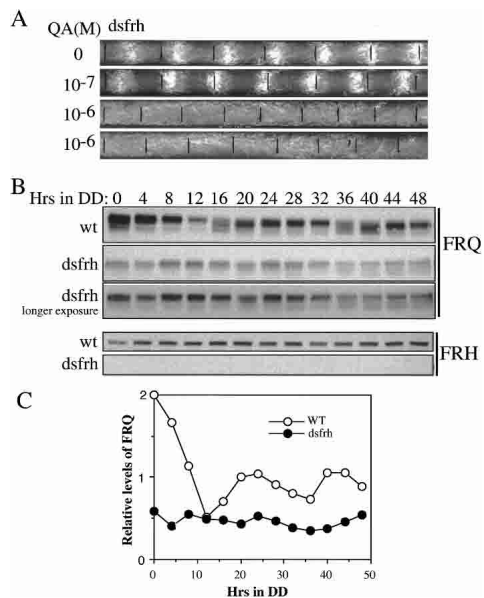 A
QA(M) dsfrh
0
10-7
10-6
10-6
B
Hrs in DD: 0 4 8 12 16 20 24 28 32 36 40 44 48
wt
dsfrh
dsfrh
longer exposure
FRQ
wt
dsfrh
FRH
C
Relative levels of FRQ
2
1
0
WT
dsfrh
0 10 20 30 40 50
Hrs in DD